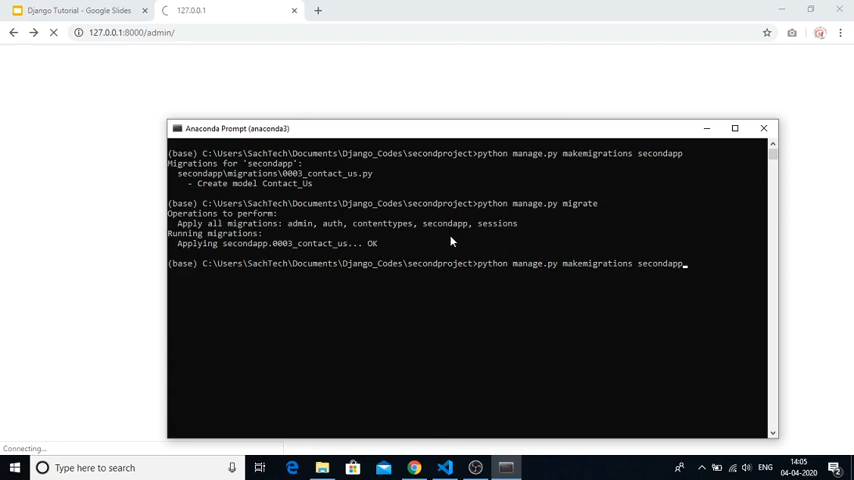 Django Tutorial - Google Slides
127.0.0.1
127.0.0.1:8000/admin/
Anaconda Prompt (anaconda3)
(base) C:\Users\SachTech\Documents\Django_Codes\secondproject>python manage.py makemigrations secondapp
Migrations for 'secondapp':
secondapp\migrations\0003_contact_us.py
- Create model Contact_Us
(base) C:\Users\SachTech\Documents\Django_Codes\secondproject>python manage.py migrate
Operations to perform:
Apply all migrations: admin, auth, contenttypes, secondapp, sessions
Running migrations:
Applying secondapp.0003_contact_us... OK
(base) C:\Users\SachTech\Documents\Django_Codes\secondproject>python manage.py makemigrations secondapp
Connecting...
Type here to search
ENG
14:05
04-04-2020
2